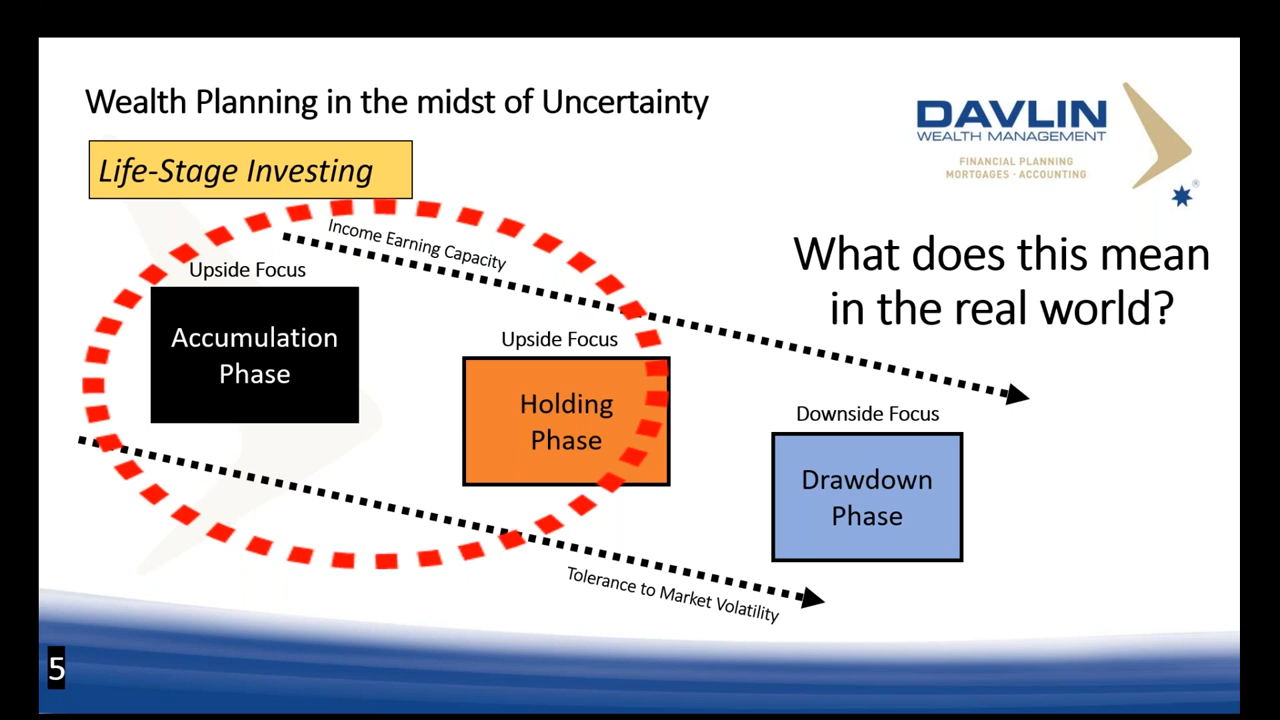 Wealth Planning in the midst of Uncertainty
DAVLIN
WEALTH MANAGEMENT
FINANCIAL PLANNING
MORTGAGES · ACCOUNTING
®
Life-Stage Investing
Income Earning Capacity
What does this mean
in the real world?
Upside Focus
Accumulation
Phase
Upside Focus
Holding
Phase
Downside Focus
Drawdown
Phase
Tolerance to Market Volatility
5